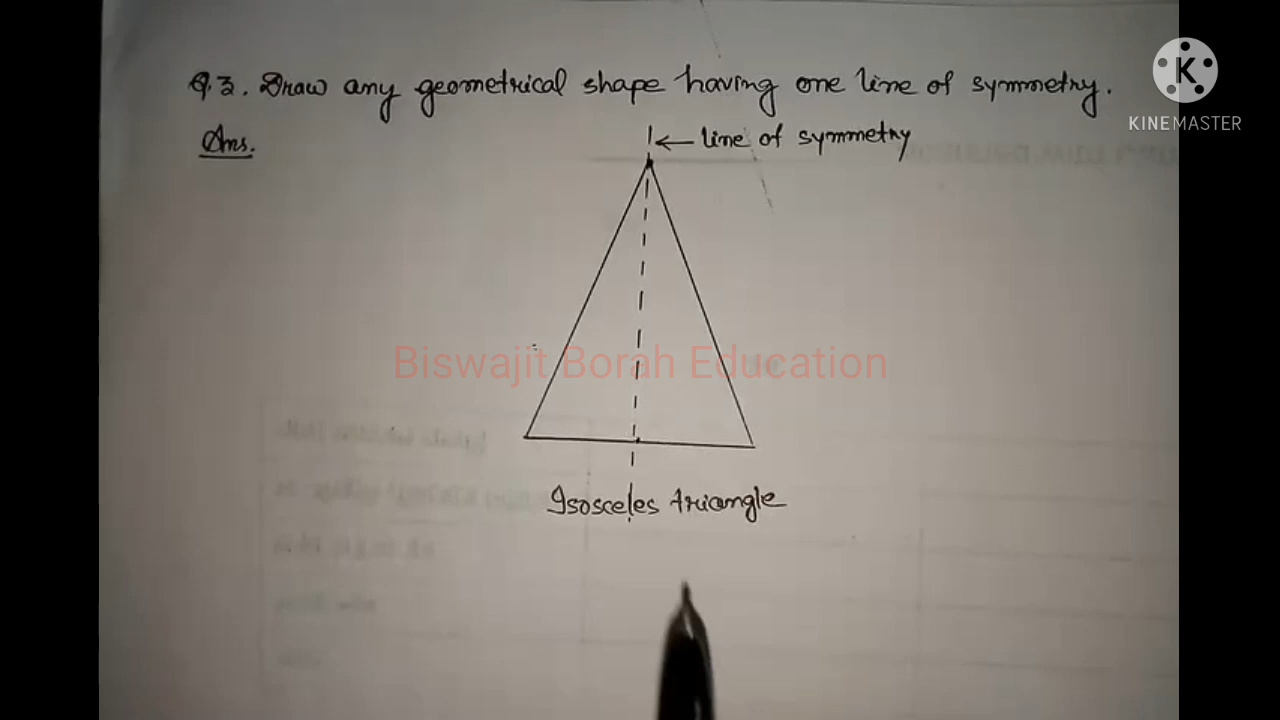 Q.3. Draw any geometrical shape having one line of symmetry.
Ans.
← line of symmetry
Isosceles triangle
Biswajit Borah Education
K
KINEMASTER